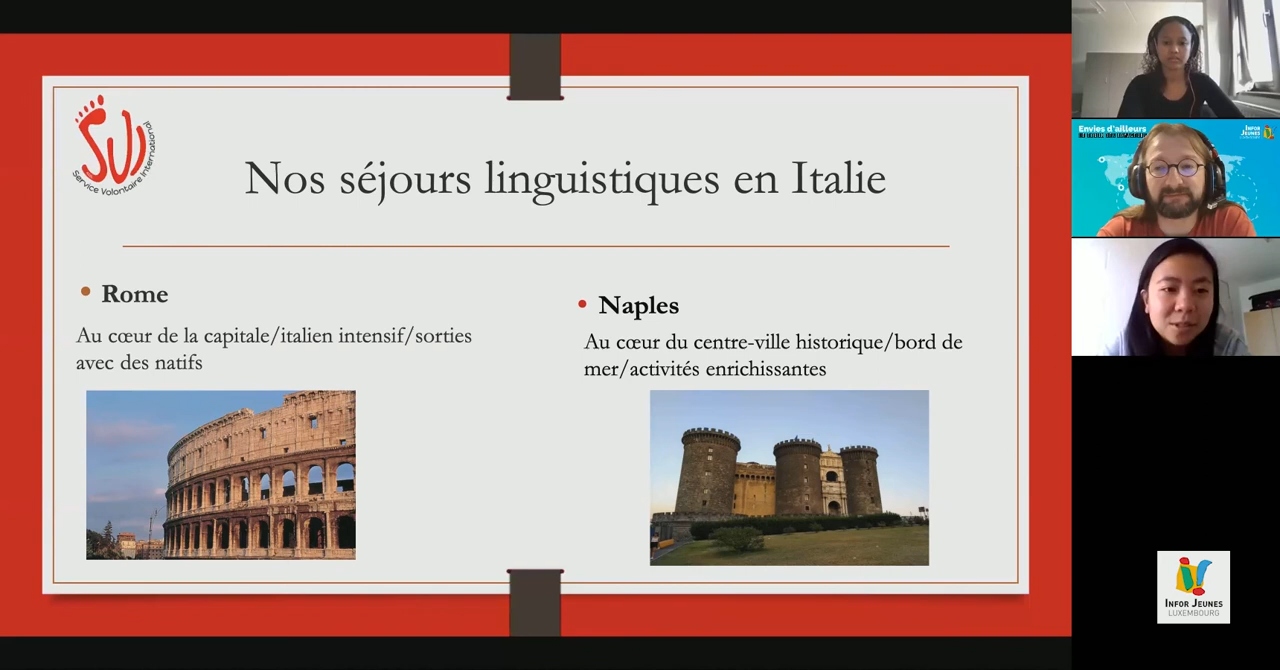 SVI
Service Volontaire International
Nos séjours linguistiques en Italie
• Rome
Au cœur de la capitale/italien intensif/sorties
avec des natifs
• Naples
Au cœur du centre-ville historique/bord de
mer/activités enrichissantes
Envies d'ailleurs
INFOR
JEUNES
INFOR JEUNES
LUXEMBOURG